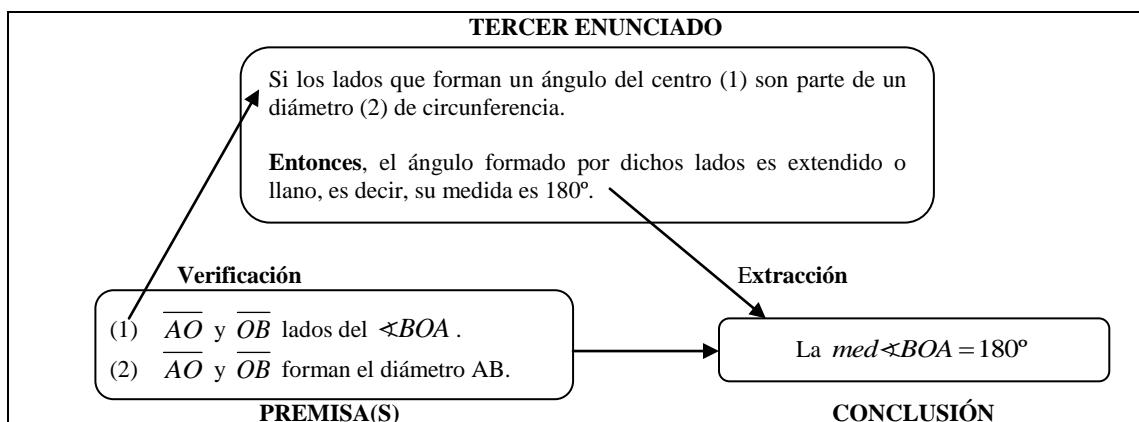 TERCER ENUNCIADO
Si los lados que forman un ángulo del centro (1) son parte de un
diámetro (2) de circunferencia.
Entonces, el ángulo formado por dichos lados es extendido o
llano, es decir, su medida es 180º.
Verificación
Extracción
(1) AO y OB lados del ∢BOA .
(2) AO y OB forman el diámetro AB.
La med∢BOA = 180º
PREMISA(S)
CONCLUSIÓN